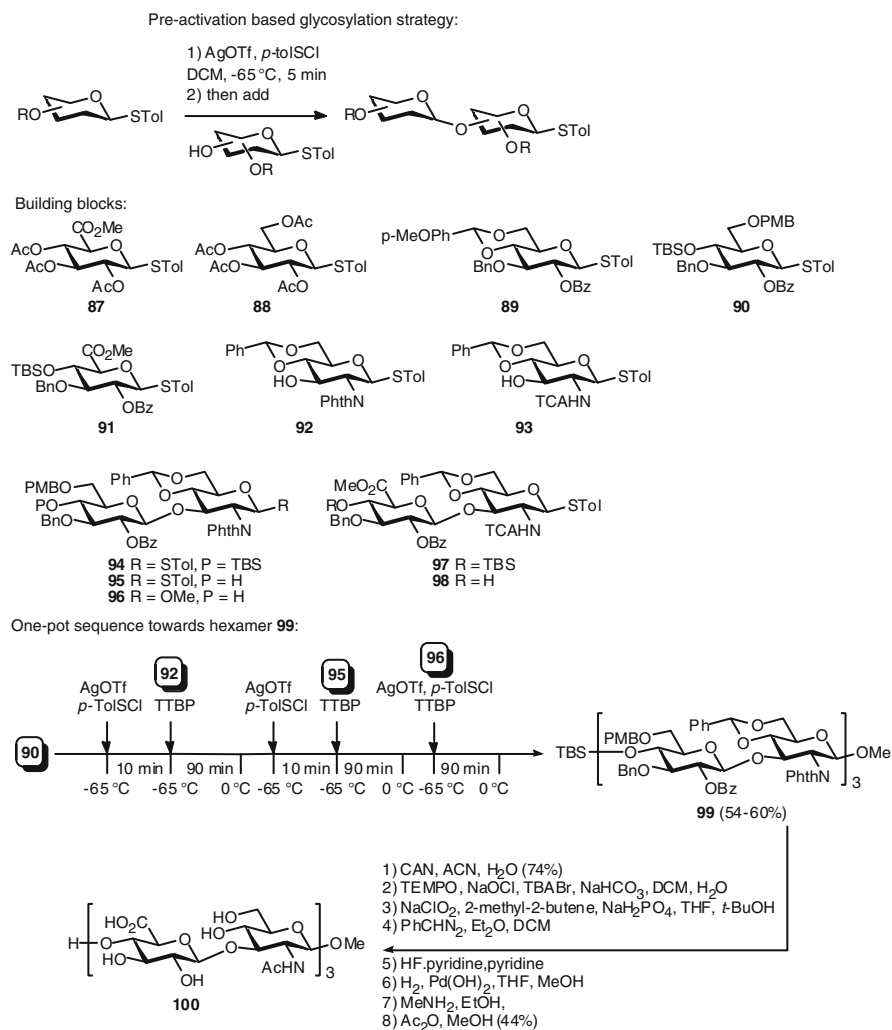 Pre-activation based glycosylation strategy:
1) AgOTf, p-tolSCl
DCM, -65 °C, 5 min
2) then add
RO
O
STol
HO
O
STol
OR
RO
O
O
O
STol
OR
Building blocks:
CO2Me
AcO
AcO
AcO
O
STol
87
OAc
AcO
AcO
OAc
O
STol
88
p-MeOPh
O
O
O
BnO
STol
OBz
89
OPMB
TBSO
O
BnO
STol
OBz
90
CO2Me
TBSO
O
BnO
STol
OBz
91
Ph
O
O
O
HO
STol
PhthN
92
Ph
O
O
O
HO
STol
TCAHN
93
PMBO
Ph
O
O
O
PO
O
BnO
O
R
PhthN
OBz
94 R = STol, P = TBS
95 R = STol, P = H
96 R = OMe, P = H
Ph
O
MeO2C
O
O
RO
O
BnO
O
STol
TCAHN
OBz
97 R = TBS
98 R = H
One-pot sequence towards hexamer 99:
92
95
96
AgOTf
p-TolSCl
TTBP
AgOTf
p-TolSCl
TTBP
AgOTf, p-TolSCl
TTBP
90
10 min
90 min
10 min
90 min
90 min
-65 °C
-65 °C
0 °C
-65 °C
-65 °C
0 °C
-65 °C
0 °C
PMBO
Ph
O
O
O
TBS
O
O
BnO
O
OMe
PhthN
OBz
3
99 (54-60%)
1) CAN, ACN, H2O (74%)
2) TEMPO, NaOCl, TBABr, NaHCO3, DCM, H2O
3) NaClO2, 2-methyl-2-butene, NaH2PO4, THF, t-BuOH
4) PhCHN2, Et2O, DCM
5) HF.pyridine,pyridine
6) H2, Pd(OH)2, THF, MeOH
7) MeNH2, EtOH,
8) Ac2O, MeOH (44%)
HO2C
HO
HO
O
H
O
O
HO
O
OMe
AcHN
OH
3
100